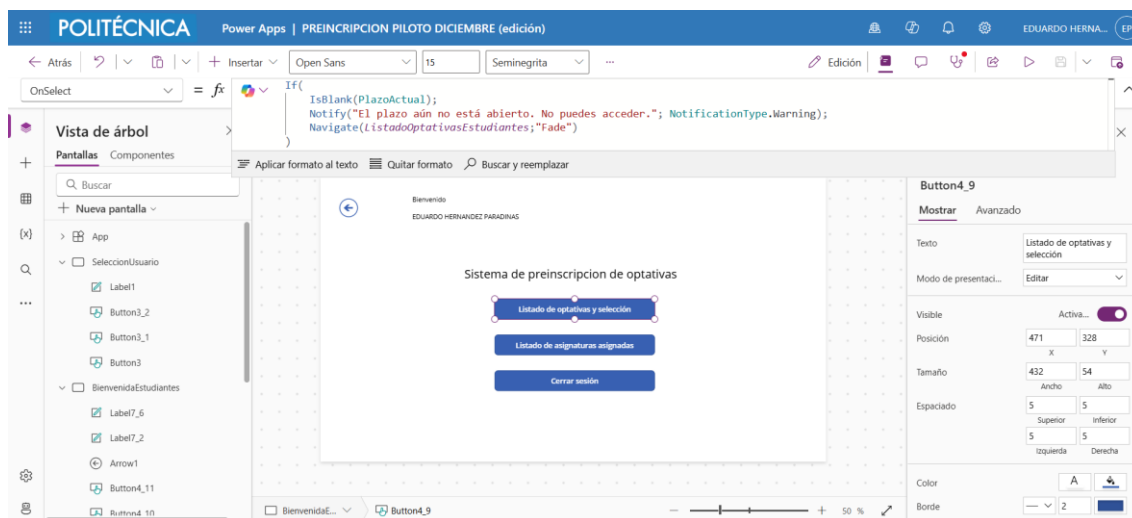 POLITÉCNICA
Power Apps | PREINCRIPCION PILOTO DICIEMBRE (edición)
EDUARDO HERNA...
EP
Atrás
Insertar
Open Sans
15
Seminegrita
...
Edición
OnSelect
= fx
If(
IsBlank(PlazoActual);
Notify("El plazo aún no está abierto. No puedes acceder."; NotificationType.Warning);
Navigate(ListadoOptativasEstudiantes;"Fade")
)
Aplicar formato al texto
Quitar formato
Buscar y reemplazar
Vista de árbol
Pantallas
Componentes
Buscar
Nueva pantalla
App
SeleccionUsuario
Label1
Button3_2
Button3_1
Button3
BienvenidaEstudiantes
Label7_6
Label7_2
Arrow1
Button4_11
Button4_10
Bienvenido
EDUARDO HERNANDEZ PARADINAS
Sistema de preinscripcion de optativas
Listado de optativas y selección
Listado de asignaturas asignadas
Cerrar sesión
BienvenidaE...
Button4_9
50 %
Button4_9
Mostrar
Avanzado
Texto
Listado de optativas y
selección
Modo de presentaci...
Editar
Visible
Activa...
Posición
471
328
X
Y
Tamaño
432
54
Ancho
Alto
Espaciado
5
5
Superior
Inferior
5
5
Izquierda
Derecha
Color
A
Borde
2